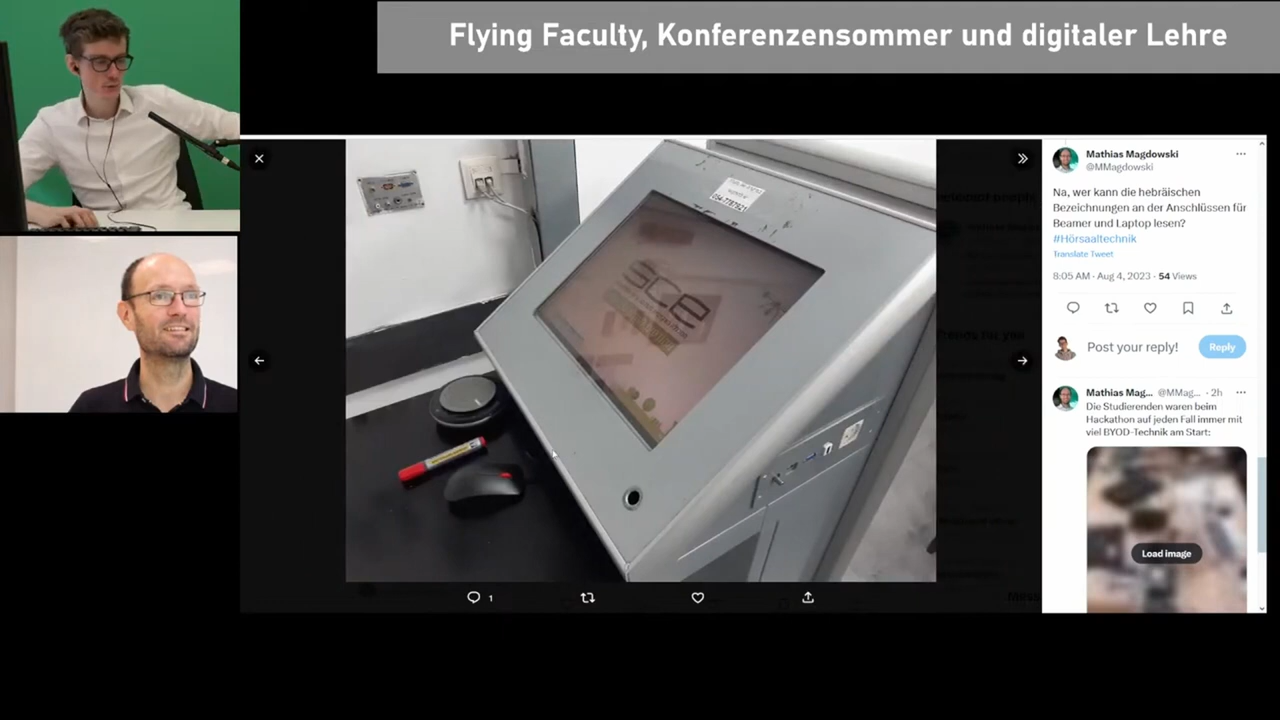 Flying Faculty, Konferenzensommer und digitaler Lehre
sce
054-7787821
Mathias Magdowski
@MMagdowski
Na, wer kann die hebräischen
Bezeichnungen an der Anschlüssen für
Beamer und Laptop lesen?
#Hörsaaltechnik
Translate Tweet
8:05 AM · Aug 4, 2023 · 54 Views
Post your reply!
Reply
Mathias Mag... @MMag... · 2h
Die Studierenden waren beim
Hackathon auf jeden Fall immer mit
viel BYOD-Technik am Start:
Load image
1